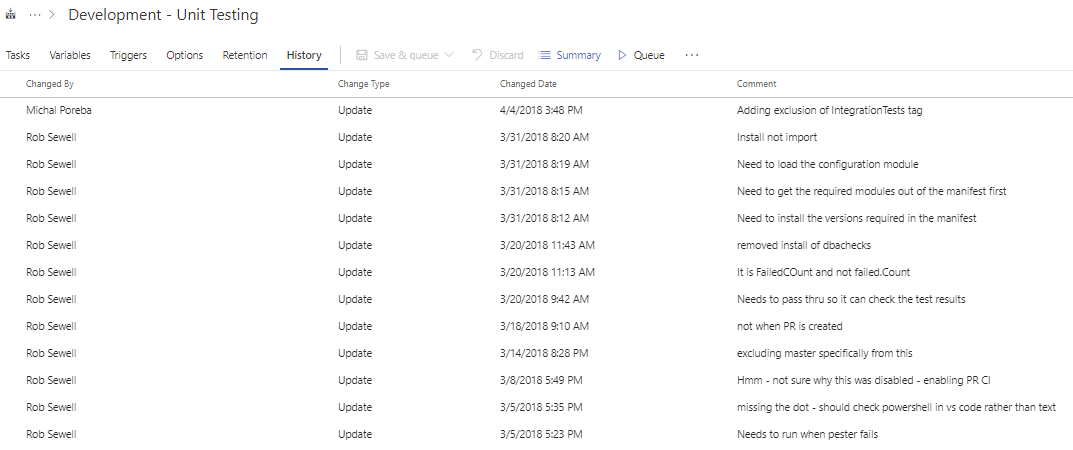 Development - Unit Testing
Tasks Variables Triggers Options Retention History Save & queue Discard Summary Queue ...
Changed By Change Type Changed Date Comment
Michal Poreba Update 4/4/2018 3:48 PM Adding exclusion of IntegrationTests tag
Rob Sewell Update 3/31/2018 8:20 AM Install not import
Rob Sewell Update 3/31/2018 8:19 AM Need to load the configuration module
Rob Sewell Update 3/31/2018 8:15 AM Need to get the required modules out of the manifest first
Rob Sewell Update 3/31/2018 8:12 AM Need to install the versions required in the manifest
Rob Sewell Update 3/20/2018 11:43 AM removed install of dbachecks
Rob Sewell Update 3/20/2018 11:13 AM It is FailedCOunt and not failed.Count
Rob Sewell Update 3/20/2018 9:42 AM Needs to pass thru so it can check the test results
Rob Sewell Update 3/18/2018 9:10 AM not when PR is created
Rob Sewell Update 3/14/2018 8:28 PM excluding master specifically from this
Rob Sewell Update 3/8/2018 5:49 PM Hmm - not sure why this was disabled - enabling PR CI
Rob Sewell Update 3/5/2018 5:35 PM missing the dot - should check powershell in vs code rather than text
Rob Sewell Update 3/5/2018 5:23 PM Needs to run when pester fails